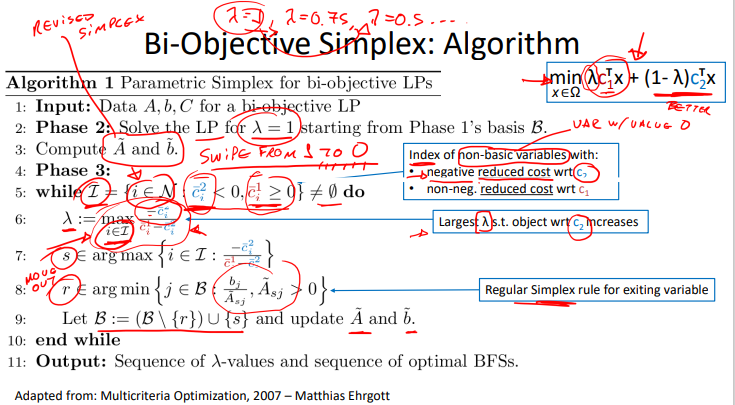 λ=1, λ=0.75, λ=0.5 ...
REVISED
SIMPLEX
Bi-Objective Simplex: Algorithm
min λc₁ᵀx + (1- λ)c₂ᵀx
x∈Ω
BETTER
Algorithm 1 Parametric Simplex for bi-objective LPs
1: Input: Data A, b, C for a bi-objective LP
2: Phase 2: Solve the LP for λ = 1 starting from Phase 1's basis B.
VAR W/ VALUE 0
3: Compute Ã and b̃.
SWIPE FROM 1 TO 0
4: Phase 3:
Index of non-basic variables with:
• negative reduced cost wrt c₂
• non-neg. reduced cost wrt c₁
5: while I = {i ∈ N : c̄ᵢ² < 0, c̄ᵢ¹ ≥ 0} ≠ ∅ do
6: λ := max i∈I −c̄ᵢ² / c̄ᵢ¹−c̄ᵢ²
Largest λ s.t. object wrt c₂ increases
7: s ∈ arg max {i ∈ I : −c̄ᵢ² / c̄ᵢ¹−c̄ᵢ²}
MOVE
OUT
8: r ∈ arg min {j ∈ B : b̃ⱼ / Ãₛⱼ, Ãₛⱼ > 0}
Regular Simplex rule for exiting variable
9: Let B := (B \ {r}) ∪ {s} and update Ã and b̃.
10: end while
11: Output: Sequence of λ-values and sequence of optimal BFSs.
Adapted from: Multicriteria Optimization, 2007 – Matthias Ehrgott